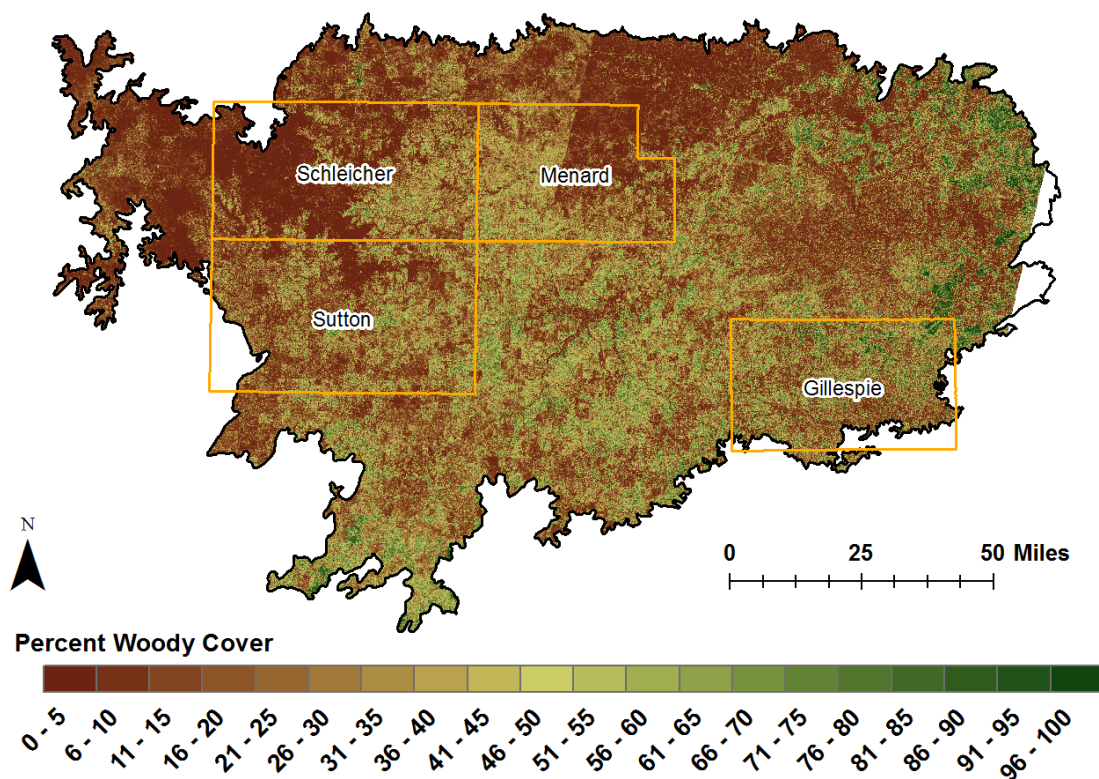 Schleicher
Menard
Sutton
Gillespie
N
0 25 50 Miles
Percent Woody Cover
0 - 5
6 - 10
11 - 15
16 - 20
21 - 25
26 - 30
31 - 35
36 - 40
41 - 45
46 - 50
51 - 55
56 - 60
61 - 65
66 - 70
71 - 75
76 - 80
81 - 85
86 - 90
91 - 95
96 - 100